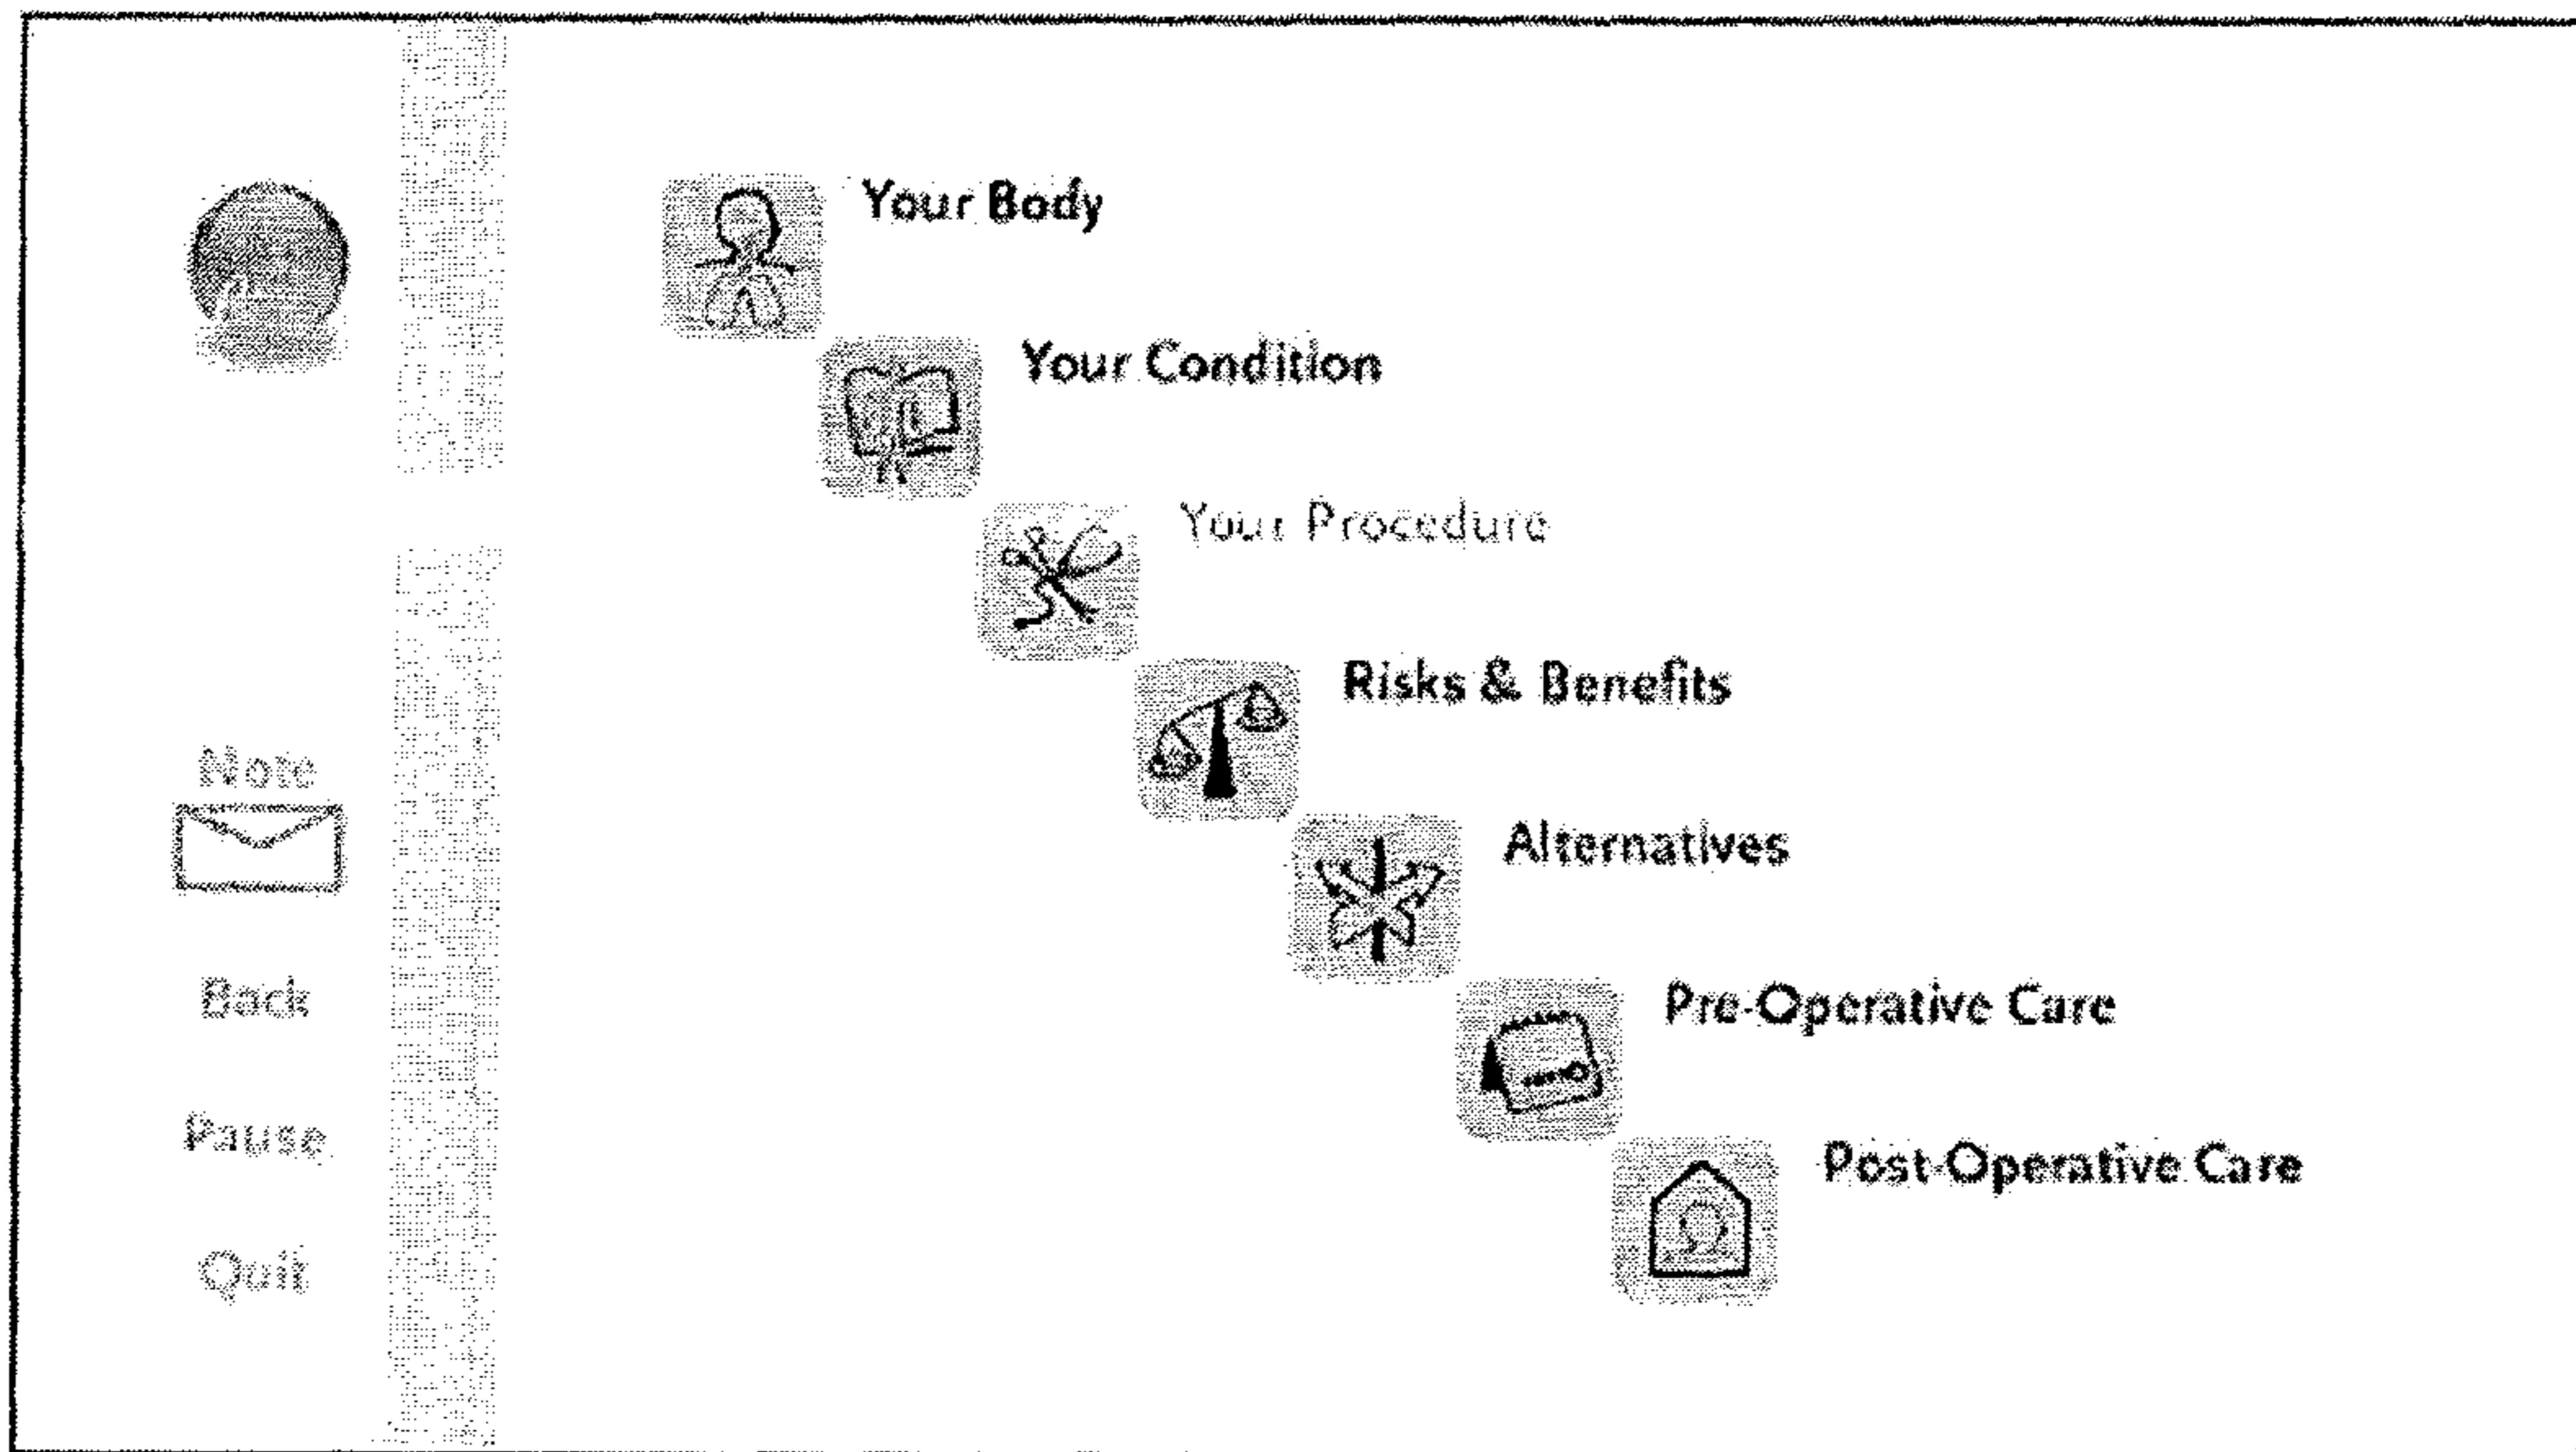 Your Body
Your Condition
Your Procedure
Risks & Benefits
Alternatives
Pre-Operative Care
Post-Operative Care
Note
Back
Pause
Quit